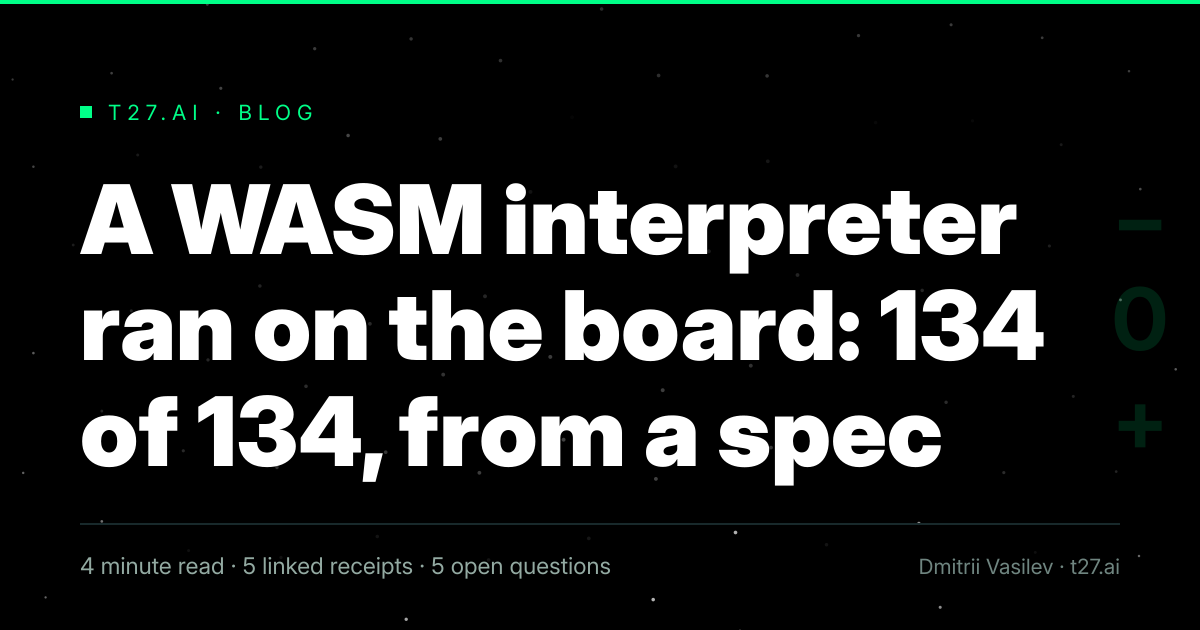 T27.AI · BLOG
A WASM interpreter
ran on the board: 134
of 134, from a spec
−
0
+
4 minute read · 5 linked receipts · 5 open questions
Dmitrii Vasilev · t27.ai